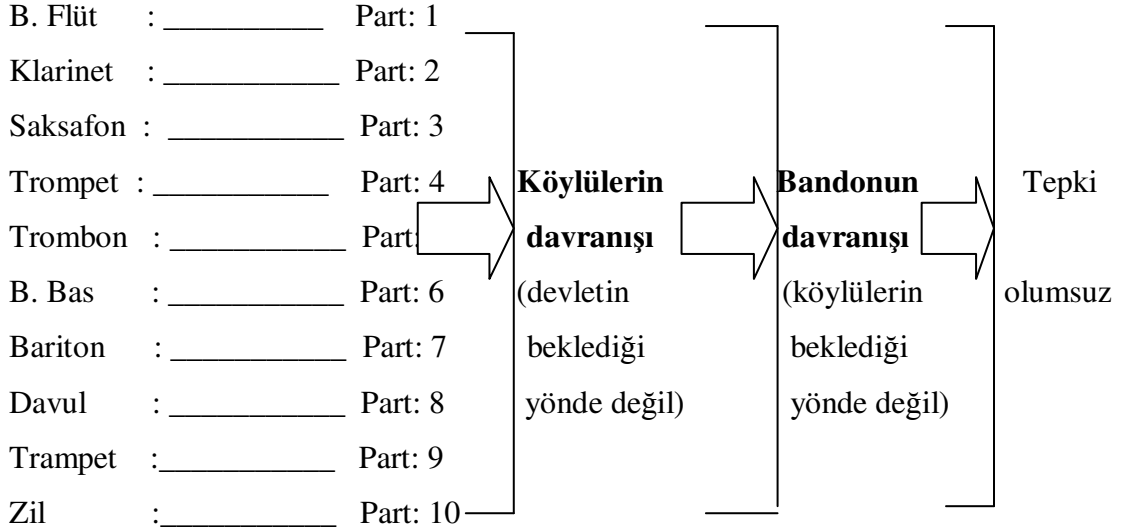 B. Flüt : __________ Part: 1
Klarinet : ___________ Part: 2
Saksafon : ___________ Part: 3
Trompet : ___________ Part: 4 Köylülerin Bandonun Tepki
Trombon : ___________ Part: davranışı davranışı
B. Bas : ___________ Part: 6 (devletin (köylülerin olumsuz
Bariton : ___________ Part: 7 beklediği beklediği
Davul : ___________ Part: 8 yönde değil) yönde değil)
Trampet :___________ Part: 9
Zil :___________ Part: 10